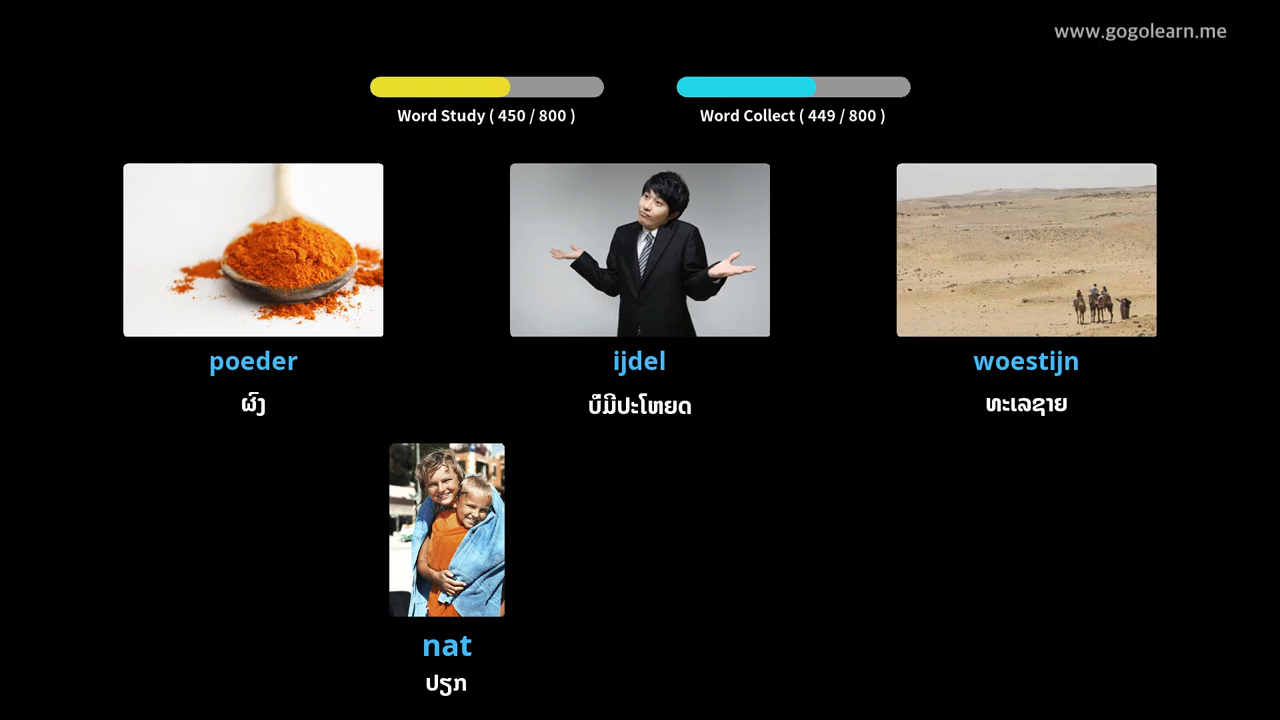 www.gogolearn.me
Word Study ( 450 / 800 )
Word Collect ( 449 / 800 )
poeder
ຜົງ
ijdel
ບໍ່ມີປະໂຫຍດ
woestijn
ທະເລຊາຍ
nat
ປຽກ